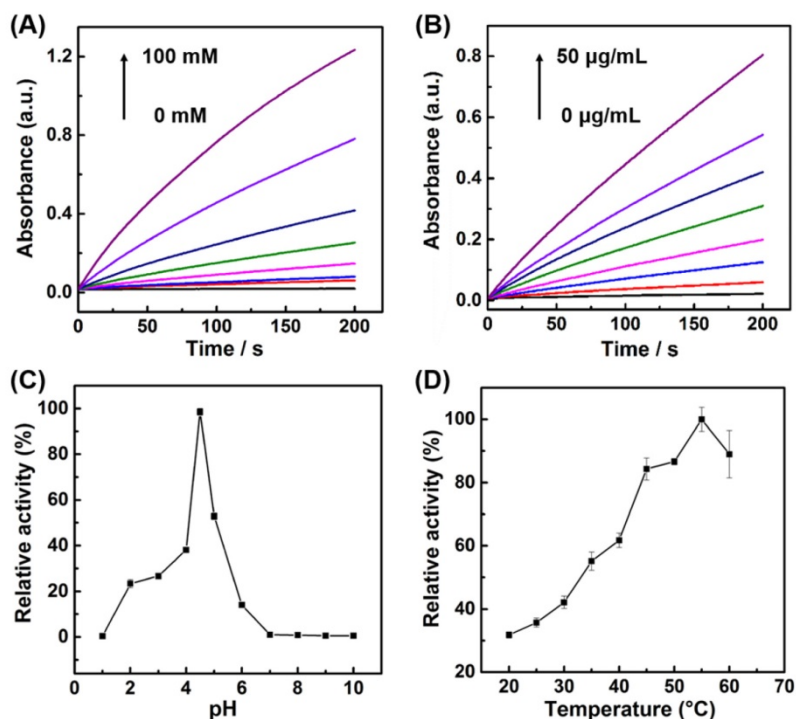 (A)
100 mM
0 mM
Absorbance (a.u.)
1.2
0.8
0.4
0.0
0 50 100 150 200
Time / s
(B)
50 µg/mL
0 µg/mL
Absorbance (a.u.)
0.8
0.6
0.4
0.2
0.0
0 50 100 150 200
Time / s
(C)
Relative activity (%)
100
80
60
40
20
0
2 4 6 8 10
pH
(D)
Relative activity (%)
100
80
60
40
20
20 30 40 50 60 70
Temperature (°C)